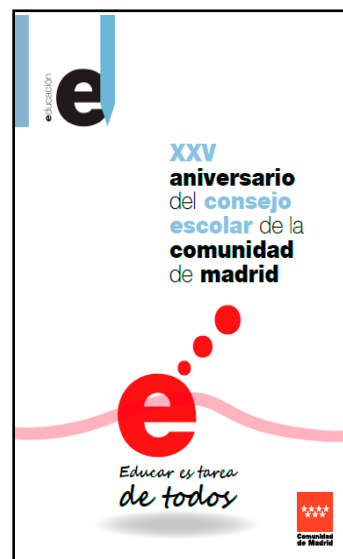 educación
e
XXV
aniversario
del consejo
escolar de la
comunidad
de madrid
e
Educar es tarea
de todos
Comunidad
de Madrid